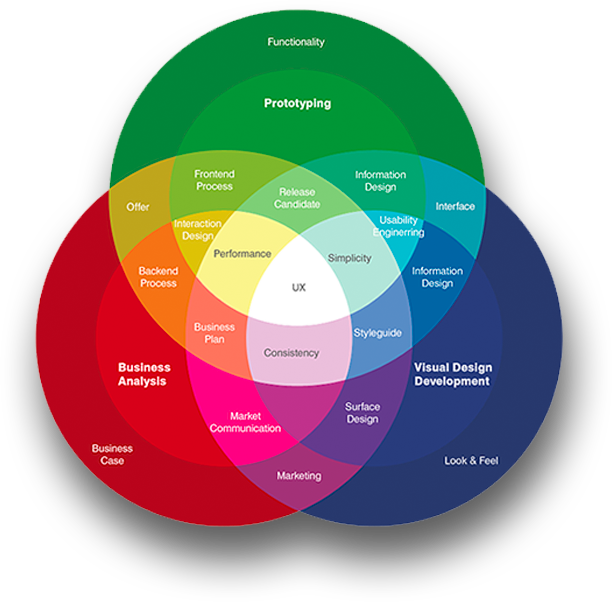 Functionality
Prototyping
Frontend
Process
Information
Design
Release
Candidate
Offer
Interface
Interaction
Design
Usability
Enginerring
Performance
Simplicity
Backend
Process
Information
Design
UX
Business
Plan
Styleguide
Consistency
Business
Analysis
Visual Design
Development
Market
Communication
Surface
Design
Business
Case
Look & Feel
Marketing